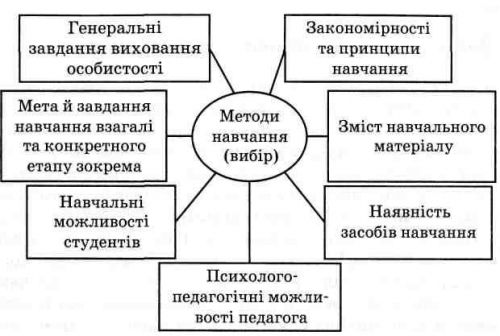 Генеральні
завдання виховання
особистості
Закономірності
та принципи
навчання
Мета й завдання
навчання взагалі
та конкретного
етапу зокрема
Методи
навчання
(вибір)
Зміст навчального
матеріалу
Навчальні
можливості
студентів
Наявність
засобів навчання
Психолого-
педагогічні можли-
вості педагога